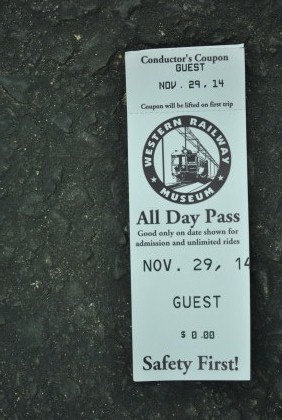 Conductor's Coupon
GUEST
NOV. 29, 14
Coupon will be lifted on first trip
WESTERN RAILWAY
MUSEUM
All Day Pass
Good only on date shown for
admission and unlimited rides
NOV. 29, 14
GUEST
$ 0.00
Safety First!